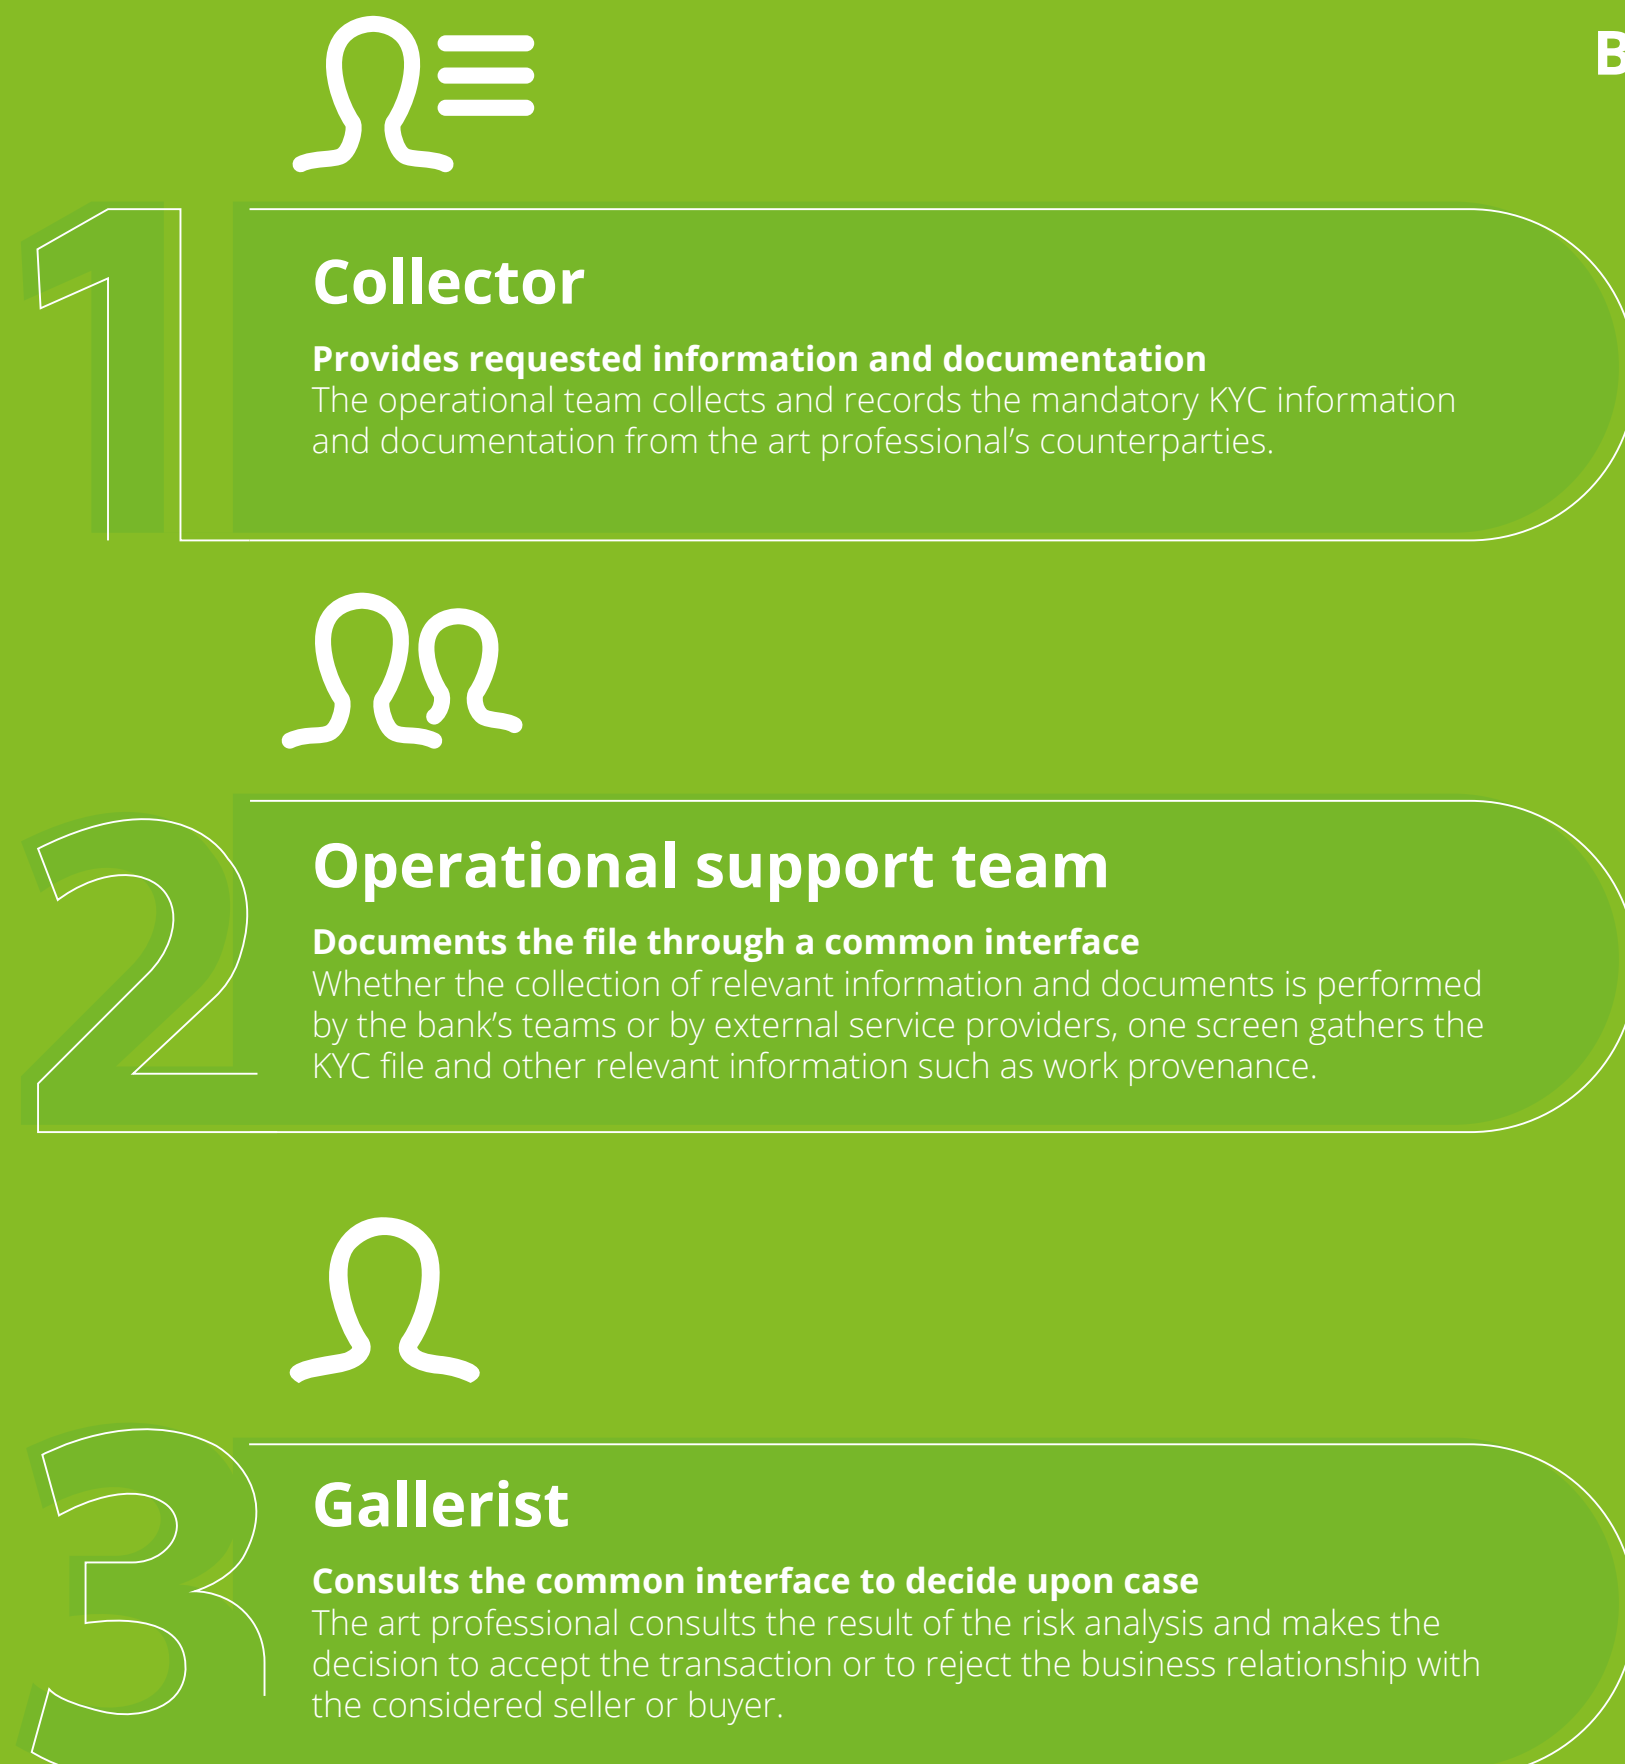 B
1
Collector
Provides requested information and documentation
The operational team collects and records the mandatory KYC information
and documentation from the art professional’s counterparties.
2
Operational support team
Documents the file through a common interface
Whether the collection of relevant information and documents is performed
by the bank’s teams or by external service providers, one screen gathers the
KYC file and other relevant information such as work provenance.
3
Gallerist
Consults the common interface to decide upon case
The art professional consults the result of the risk analysis and makes the
decision to accept the transaction or to reject the business relationship with
the considered seller or buyer.